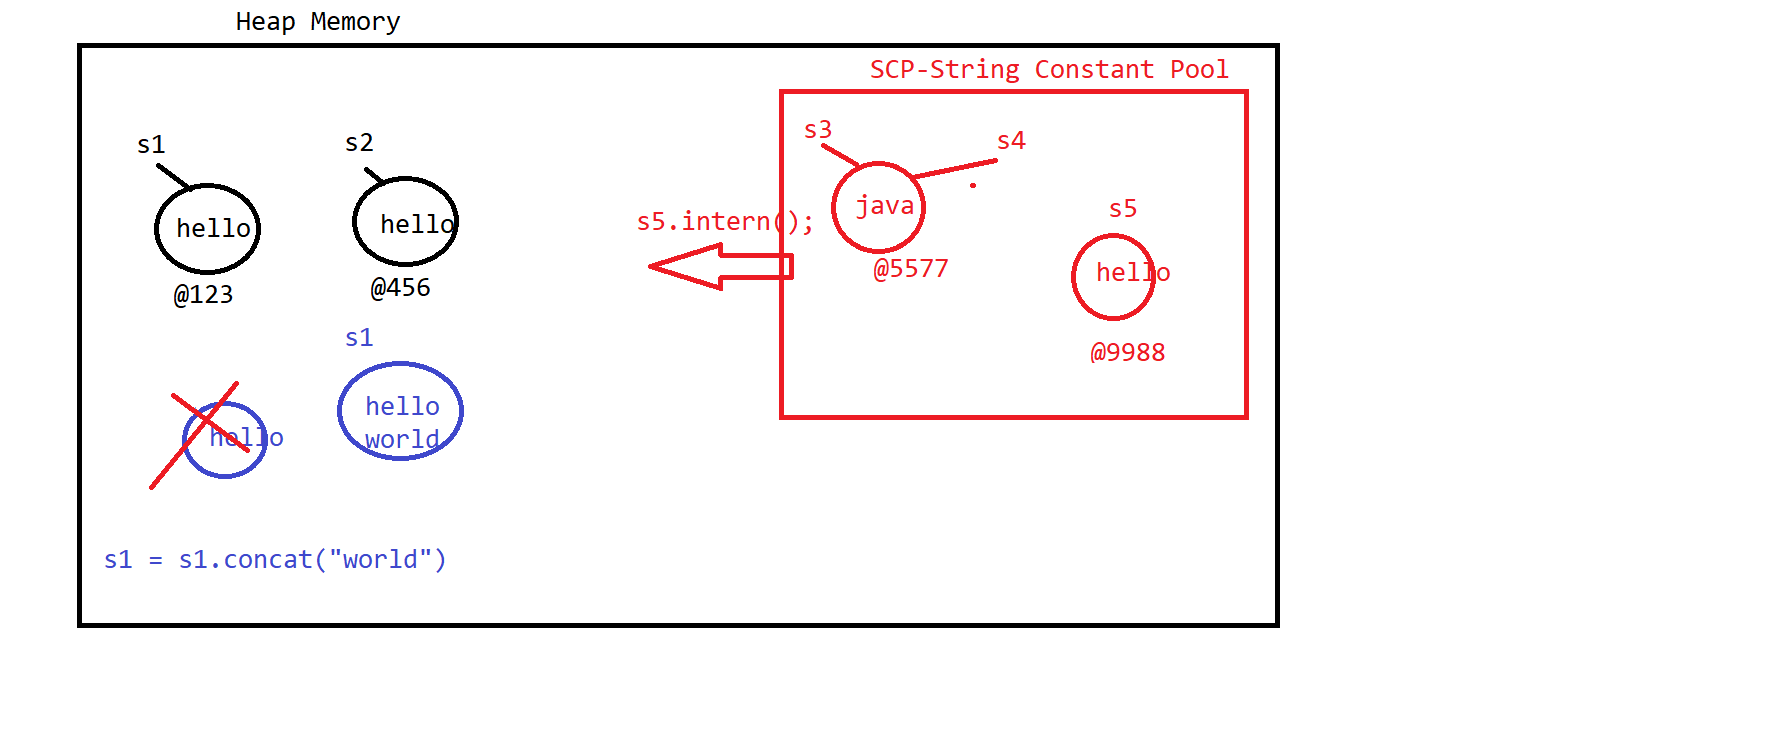 Heap Memory
SCP-String Constant Pool
s1
s2
s3
s4
hello
hello
java
s5
s5.intern();
@123
@456
@5577
hello
@9988
s1
hello
hello
world
s1 = s1.concat("world")